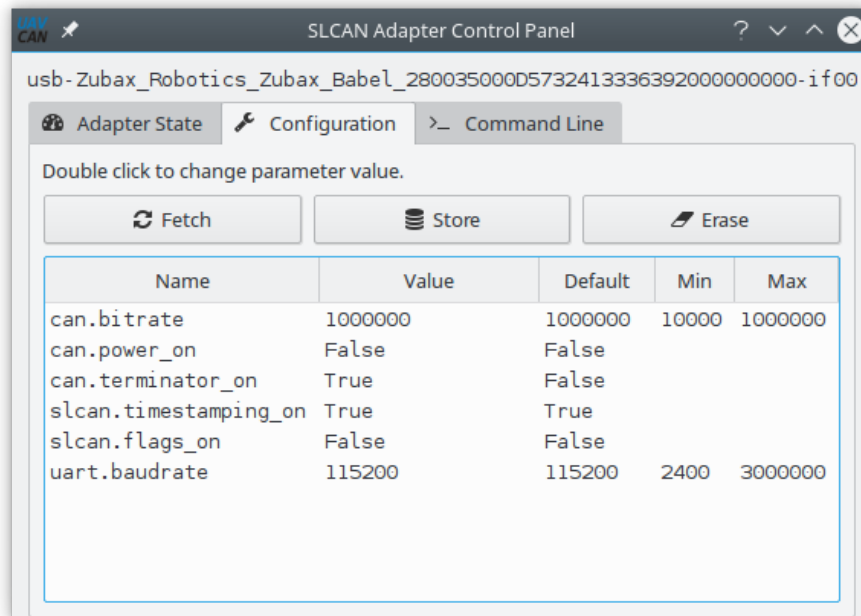 UAV
CAN
SLCAN Adapter Control Panel
usb-Zubax_Robotics_Zubax_Babel_280035000D5732413336392000000000-if00
Adapter State Configuration >_ Command Line
Double click to change parameter value.
Fetch Store Erase
Name Value Default Min Max
can.bitrate 1000000 1000000 10000 1000000
can.power_on False False
can.terminator_on True False
slcan.timestamping_on True True
slcan.flags_on False False
uart.baudrate 115200 115200 2400 3000000